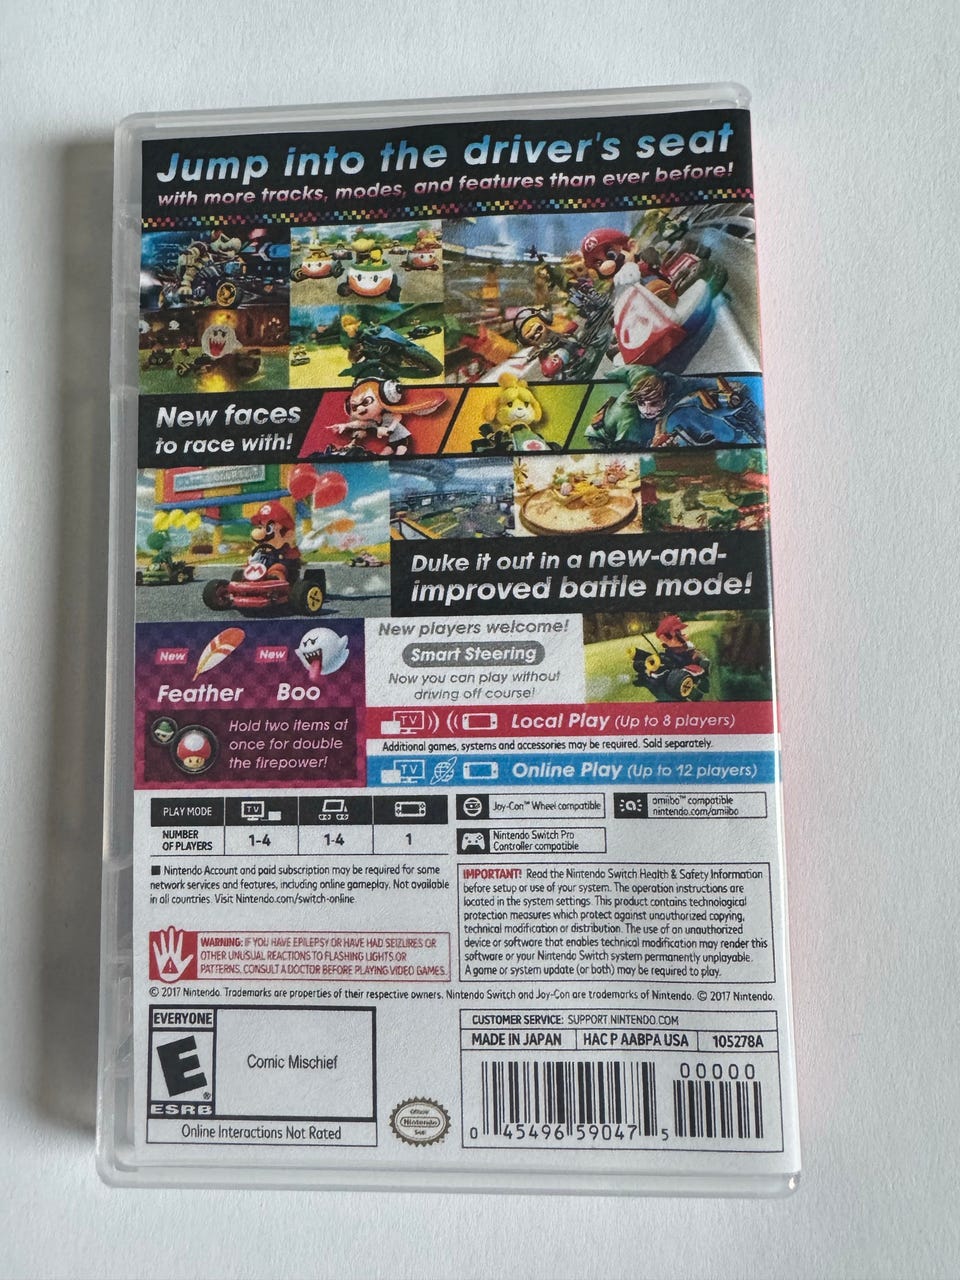 Jump into the driver's seat
with more tracks, modes, and features than ever before!
New faces
to race with!
Duke it out in a new-and-
improved battle mode!
New
Feather
New
Boo
Hold two items at
once for double
the firepower!
New players welcome!
Smart Steering
Now you can play without
driving off course!
TV
Local Play (Up to 8 players)
Additional games, systems and accessories may be required. Sold separately.
TV
Online Play (Up to 12 players)
PLAY MODE
TV
NUMBER
OF PLAYERS
1-4
1-4
1
Joy-Con™ Wheel compatible
amiibo™ compatible
nintendo.com/amiibo
Nintendo Switch Pro
Controller compatible
Nintendo Account and paid subscription may be required for some
network services and features, including online gameplay. Not available
in all countries. Visit Nintendo.com/switch-online.
WARNING: IF YOU HAVE EPILEPSY OR HAVE HAD SEIZURES OR
OTHER UNUSUAL REACTIONS TO FLASHING LIGHTS OR
PATTERNS, CONSULT A DOCTOR BEFORE PLAYING VIDEO GAMES.
IMPORTANT! Read the Nintendo Switch Health & Safety Information
before setup or use of your system. The operation instructions are
located in the system settings. This product contains technological
protection measures which protect against unauthorized copying,
technical modification or distribution. The use of an unauthorized
device or software that enables technical modification may render this
software or your Nintendo Switch system permanently unplayable.
A game or system update (or both) may be required to play.
© 2017 Nintendo. Trademarks are properties of their respective owners. Nintendo Switch and Joy-Con are trademarks of Nintendo. © 2017 Nintendo.
EVERYONE
E
®
ESRB
Comic Mischief
Online Interactions Not Rated
Official
Nintendo
Seal
CUSTOMER SERVICE: SUPPORT.NINTENDO.COM
MADE IN JAPAN
HAC P AABPA USA
105278A
00000
0 45496 59047 5